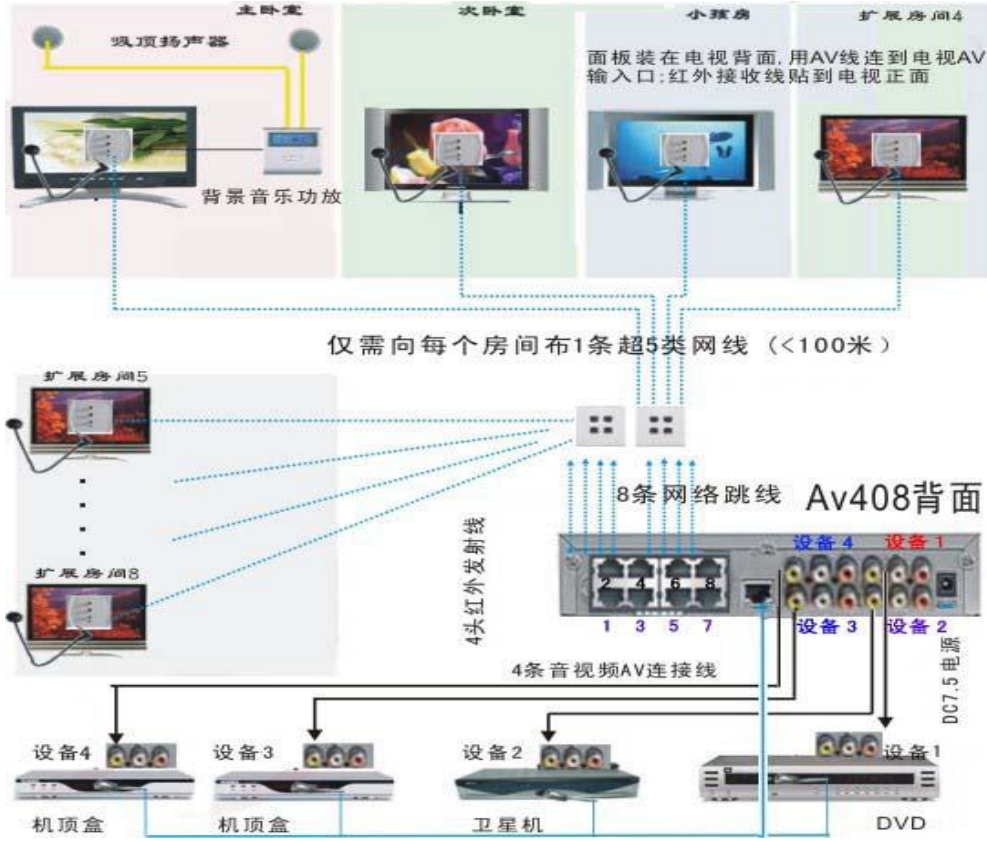 主卧室
次卧室
小孩房
扩展房间4
吸顶扬声器
面板装在电视背面,用AV线连到电视AV
输入口;红外接收线贴到电视正面
背景音乐功放
仅需向每个房间布1条超5类网线（<100米）
扩展房间5
8条网络跳线
Av408背面
4头红外发射线
设备4
设备1
2 4 6 8
扩展房间8
1 3 5 7
设备3
设备2
DC7.5电源
4条音视频AV连接线
设备4
设备3
设备2
设备1
机顶盒
机顶盒
卫星机
DVD